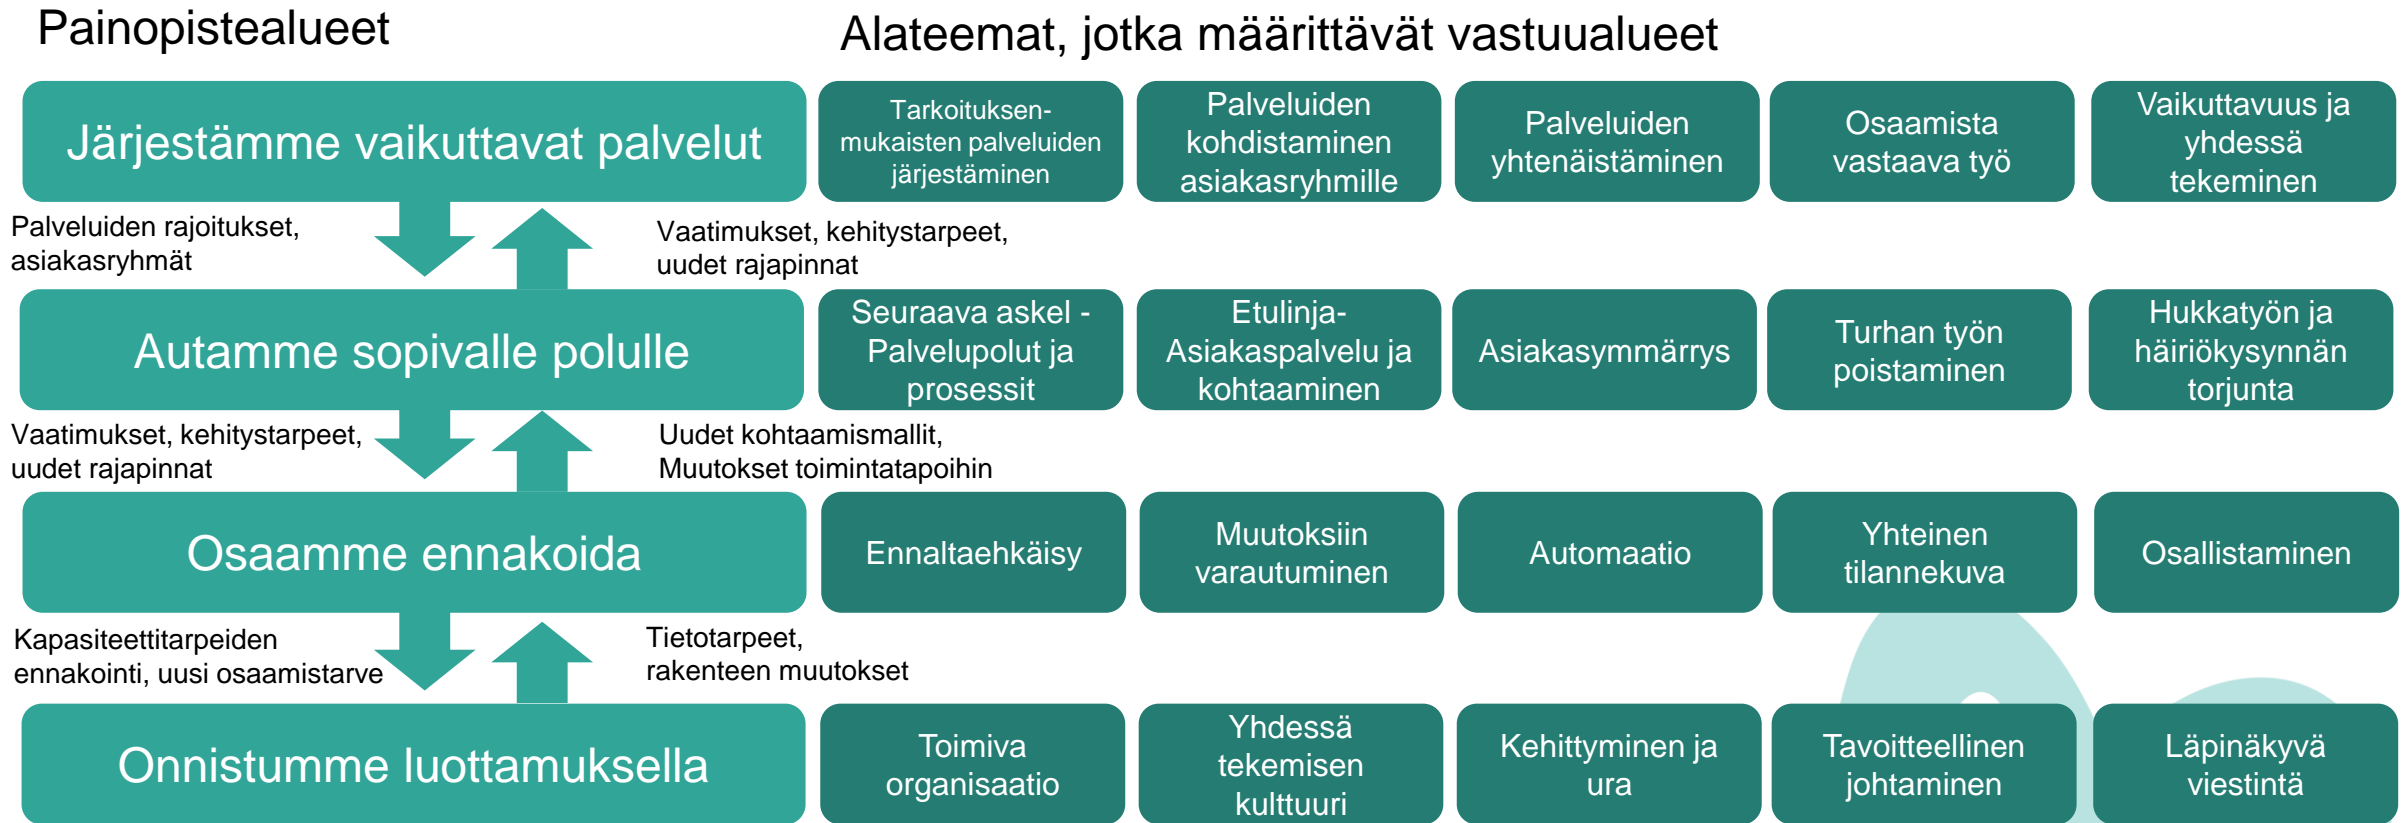 Painopistealueet
Alateemat, jotka määrittävät vastuualueet
Järjestämme vaikuttavat palvelut
Tarkoituksen-
mukaisten palveluiden
järjestäminen
Palveluiden
kohdistaminen
asiakasryhmille
Palveluiden
yhtenäistäminen
Osaamista
vastaava työ
Vaikuttavuus ja
yhdessä
tekeminen
Palveluiden rajoitukset,
asiakasryhmät
Vaatimukset, kehitystarpeet,
uudet rajapinnat
Autamme sopivalle polulle
Seuraava askel -
Palvelupolut ja
prosessit
Etulinja-
Asiakaspalvelu ja
kohtaaminen
Asiakasymmärrys
Turhan työn
poistaminen
Hukkatyön ja
häiriökysynnän
torjunta
Vaatimukset, kehitystarpeet,
uudet rajapinnat
Uudet kohtaamismallit,
Muutokset toimintatapoihin
Osaamme ennakoida
Ennaltaehkäisy
Muutoksiin
varautuminen
Automaatio
Yhteinen
tilannekuva
Osallistaminen
Kapasiteettitarpeiden
ennakointi, uusi osaamistarve
Tietotarpeet,
rakenteen muutokset
Onnistumme luottamuksella
Toimiva
organisaatio
Yhdessä
tekemisen
kulttuuri
Kehittyminen ja
ura
Tavoitteellinen
johtaminen
Läpinäkyvä
viestintä